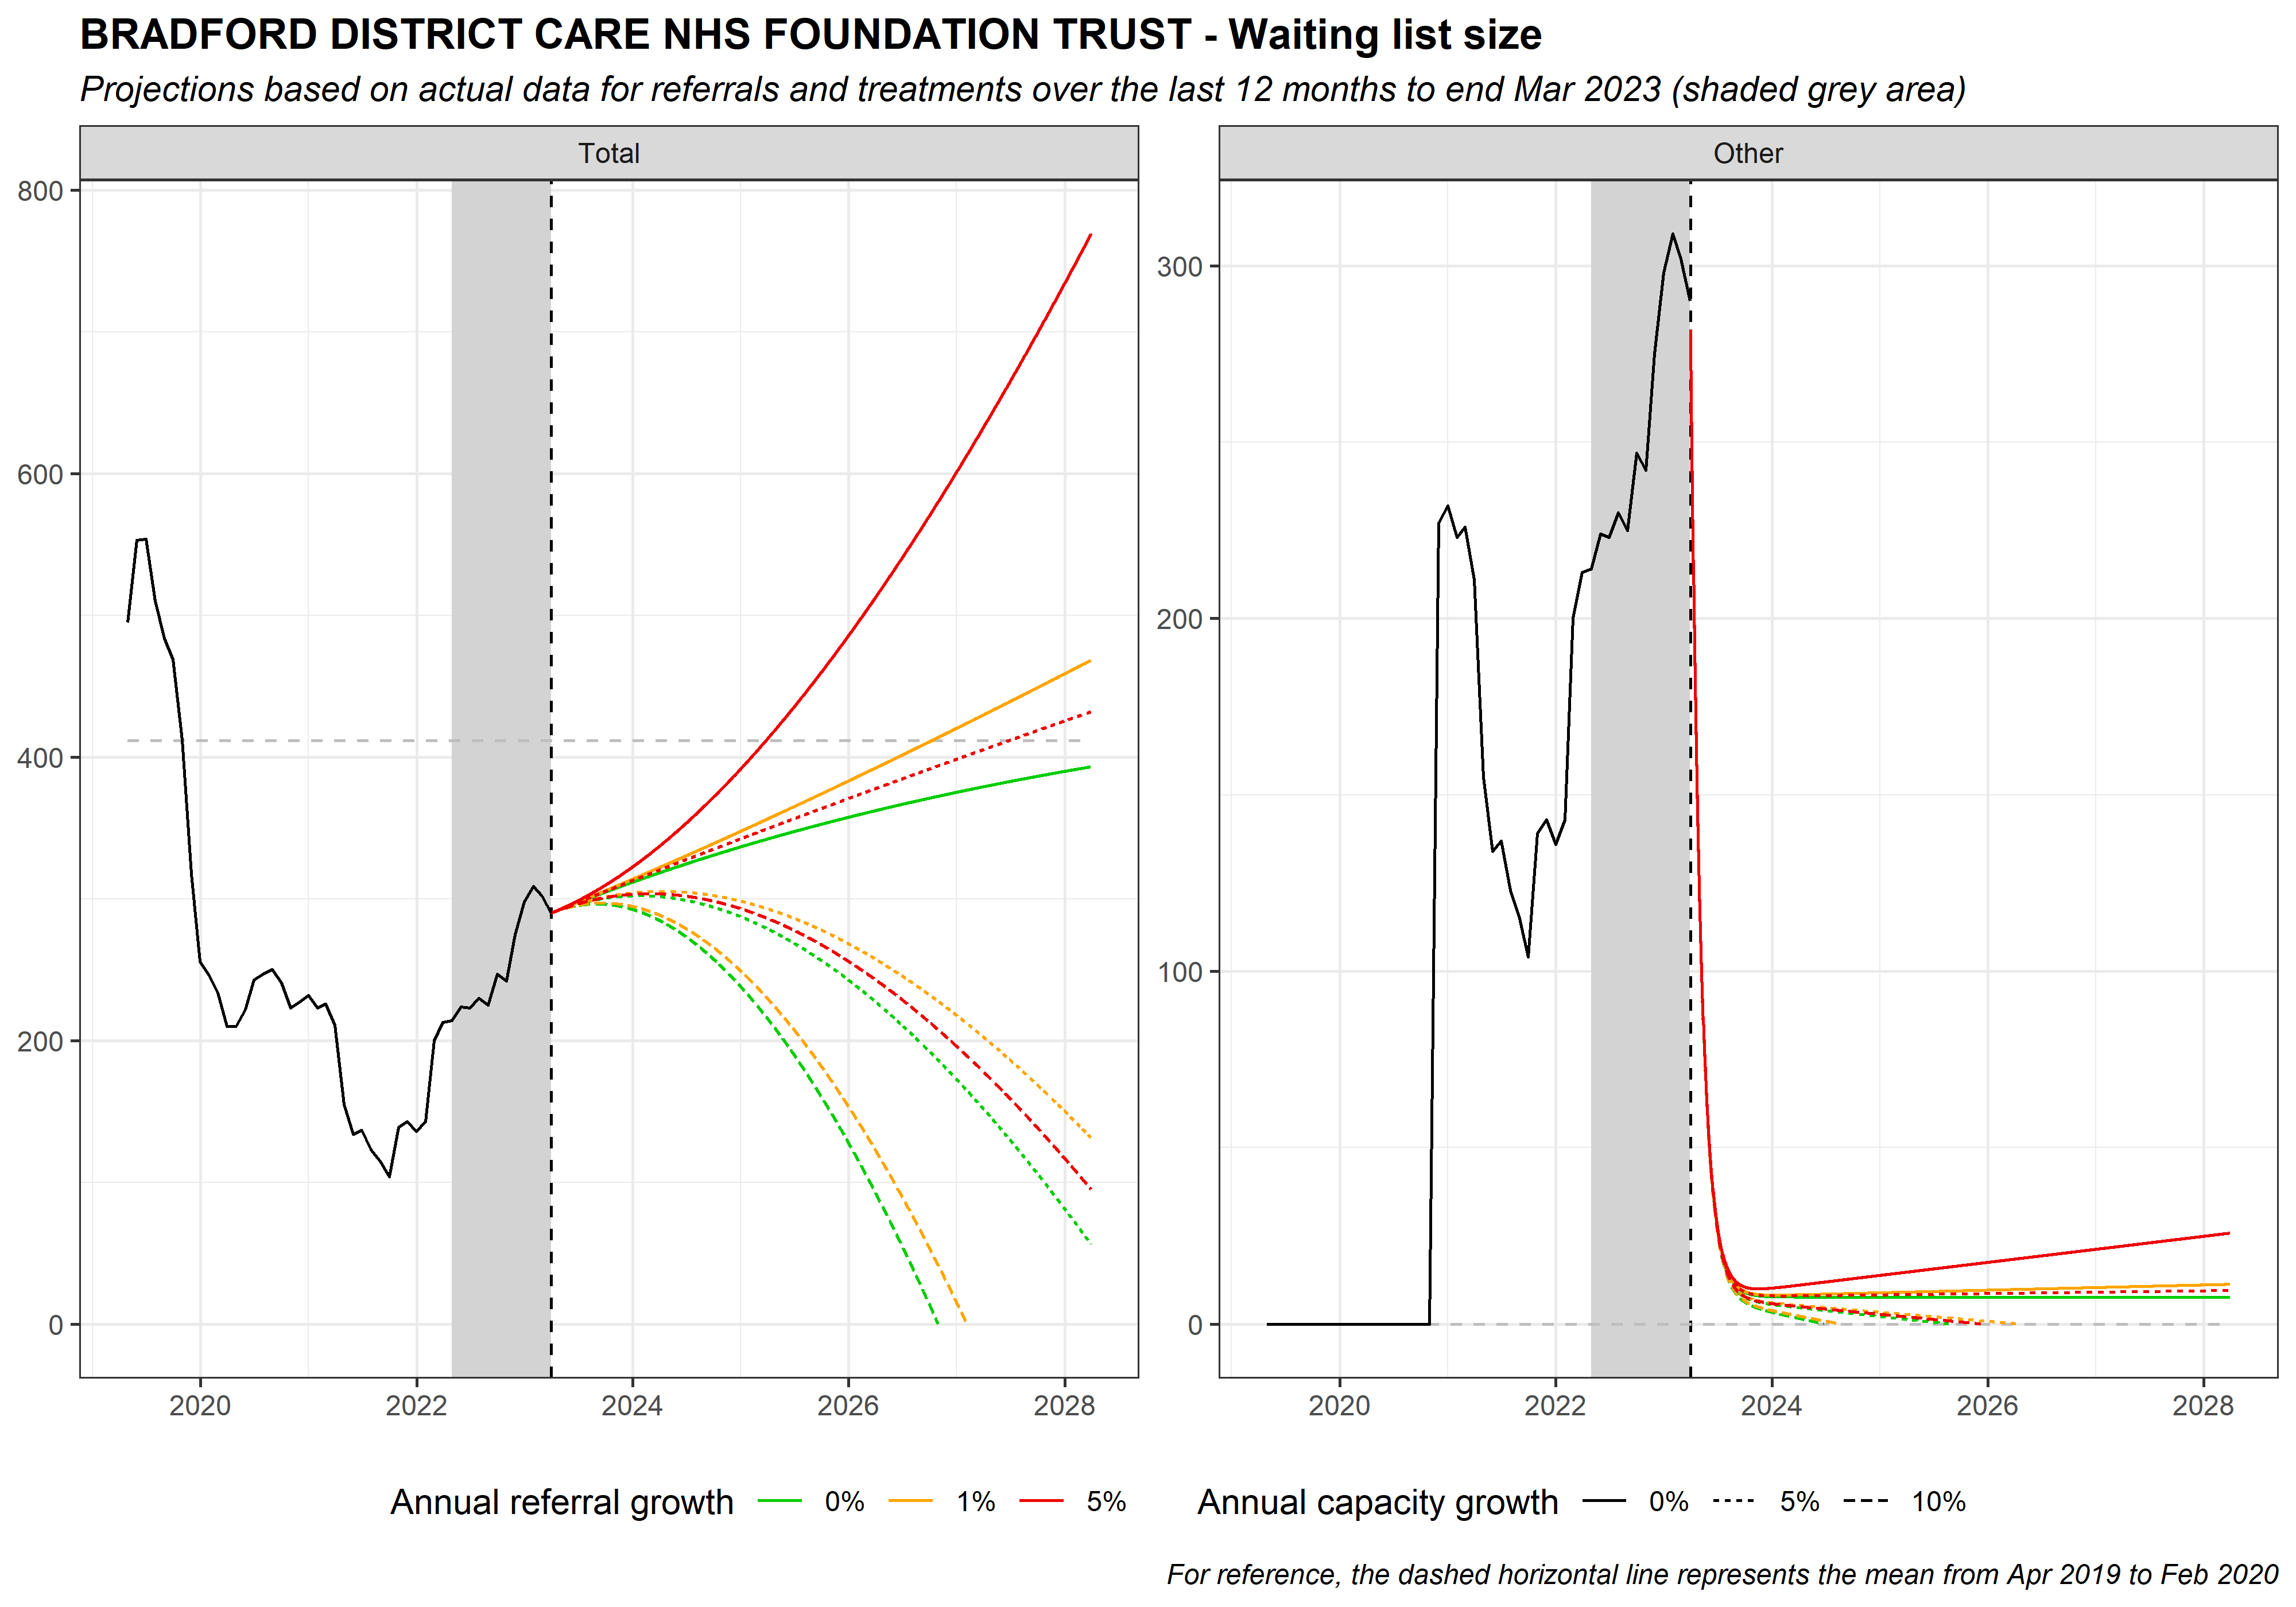 BRADFORD DISTRICT CARE NHS FOUNDATION TRUST - Waiting list size
Projections based on actual data for referrals and treatments over the last 12 months to end Mar 2023 (shaded grey area)
Total
Other
800
600
400
200
0
300
200
100
0
2020 2022 2024 2026 2028
2020 2022 2024 2026 2028
Annual referral growth 0% 1% 5%
Annual capacity growth 0% 5% 10%
For reference, the dashed horizontal line represents the mean from Apr 2019 to Feb 2020